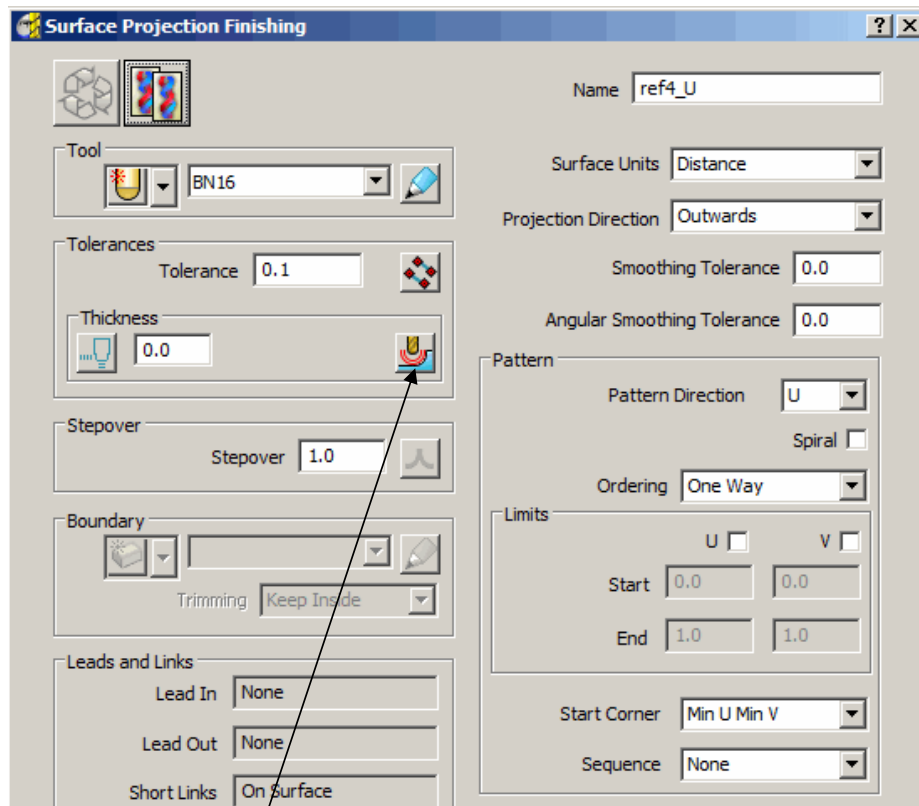 Surface Projection Finishing
Name ref4_U
Tool
BN16
Tolerances
Tolerance 0.1
Thickness
0.0
Stepover
Stepover 1.0
Boundary
Trimming Keep Inside
Leads and Links
Lead In None
Lead Out None
Short Links On Surface
Surface Units Distance
Projection Direction Outwards
Smoothing Tolerance 0.0
Angular Smoothing Tolerance 0.0
Pattern
Pattern Direction U
Spiral
Ordering One Way
Limits
U V
Start 0.0 0.0
End 1.0 1.0
Start Corner Min U Min V
Sequence None